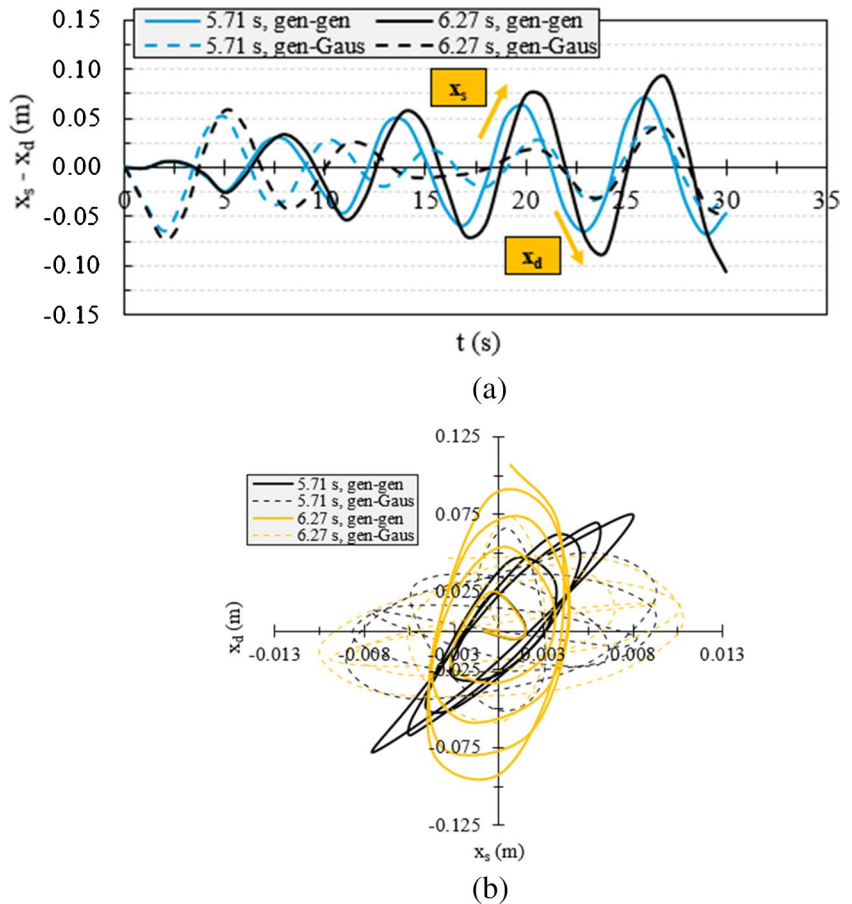 0.15
5.71 s, gen-gen 6.27 s, gen-gen
5.71 s, gen-Gaus 6.27 s, gen-Gaus
0.10
xs
0.05
0.00
0 5 10 15 20 25 30 35
-0.05
xd
-0.10
-0.15
xs - xd (m)
t (s)
(a)
0.125
5.71 s, gen-gen
5.71 s, gen-Gaus
6.27 s, gen-gen
6.27 s, gen-Gaus
0.075
0.025
xd (m)
-0.013 -0.008 -0.003 0.003 0.008 0.013
-0.025
-0.075
-0.125
xs (m)
(b)